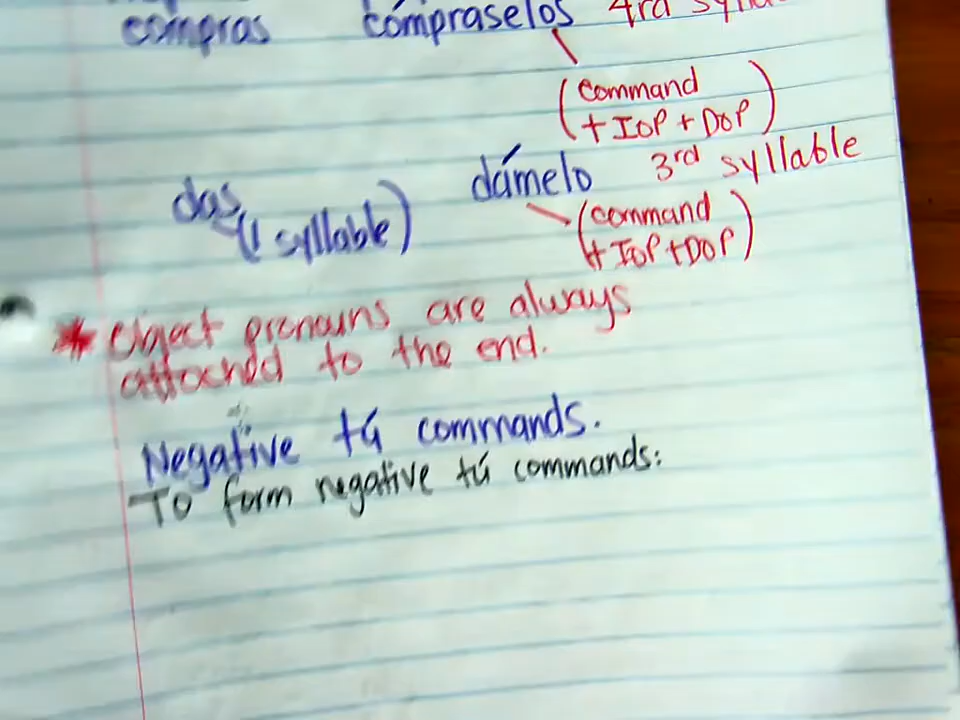 compras cómpraselos 4rd
(command
+ IOP + DOP)
das dámelo 3rd syllable
(1 syllable) (command
+ IOP + DOP)
* Object pronouns are always
attached to the end.
Negative tú commands.
To form negative tú commands: